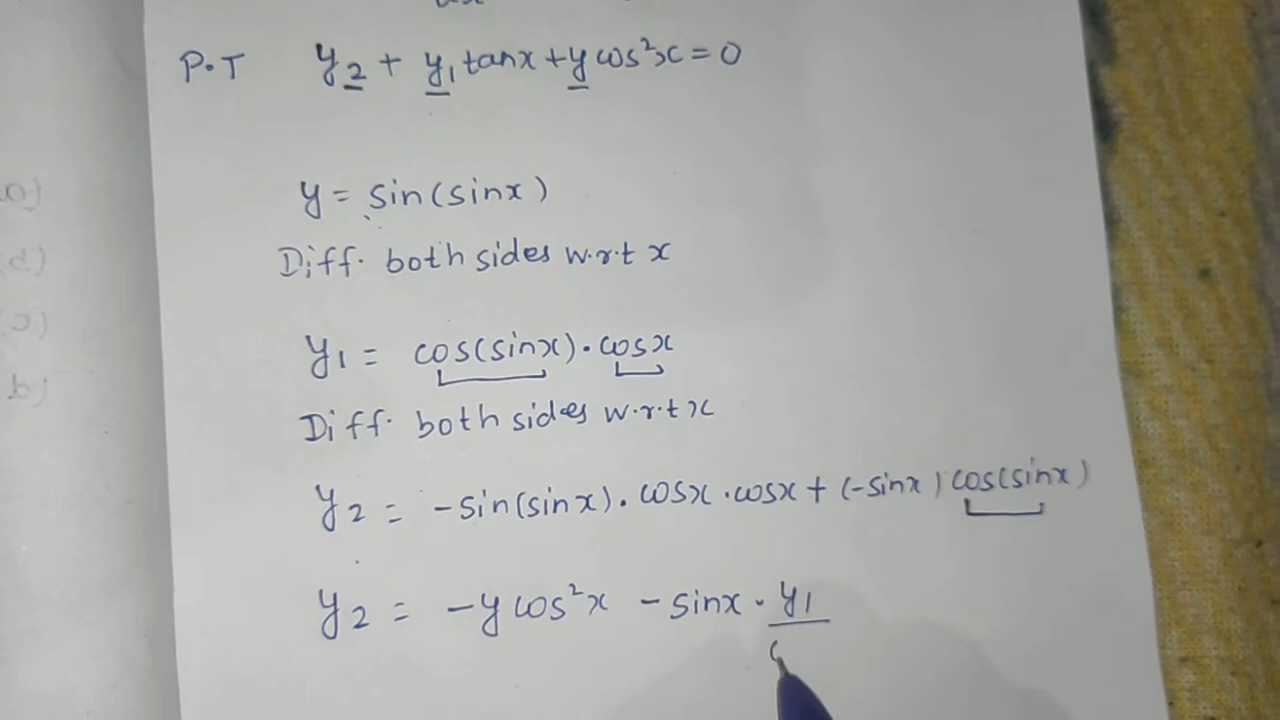 P.T y₂ + y₁ tanx + y cos²x = 0
y = sin(sinx)
Diff. both sides w.r.t x
y₁ = cos(sinx) . cosx
Diff. both sides w.r.t x
y₂ = -sin(sinx) . cosx . cosx + (-sinx) cos(sinx)
y₂ = -y cos²x - sinx . y₁